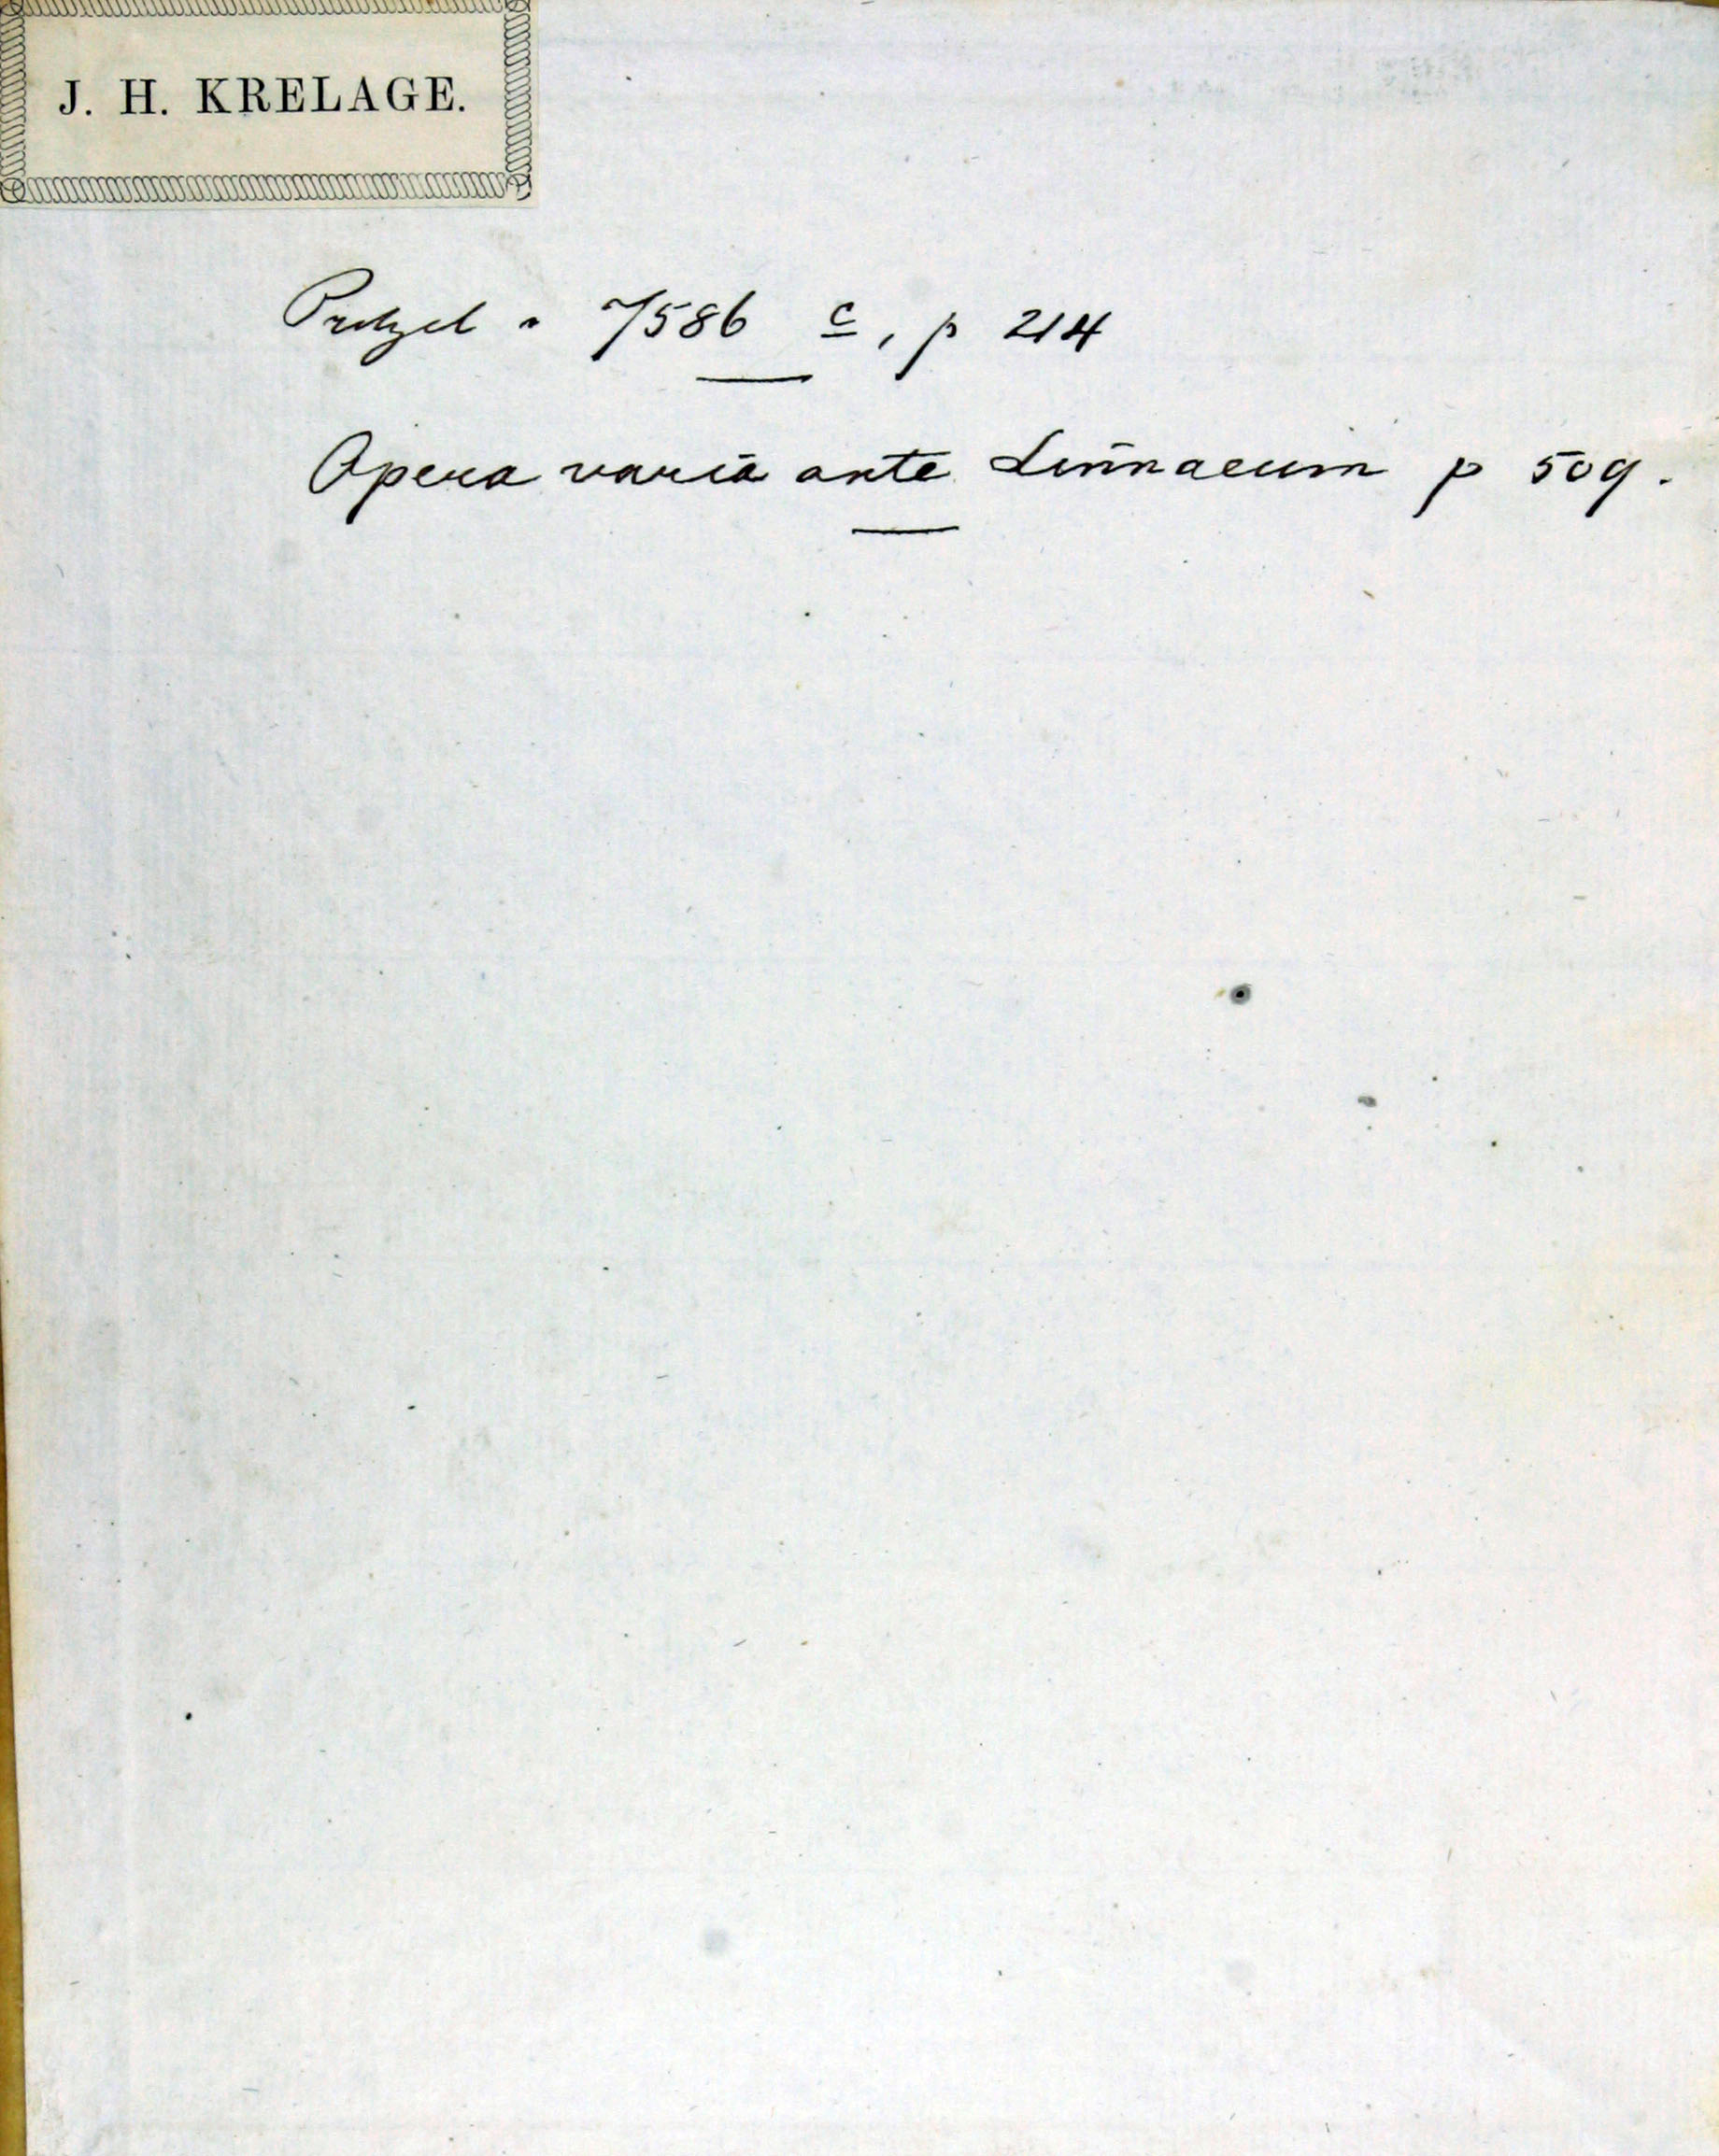 J. H. KRELAGE.
Pritzel . 7586 c, p 214
Opera varia ante Linnaeum p 509.